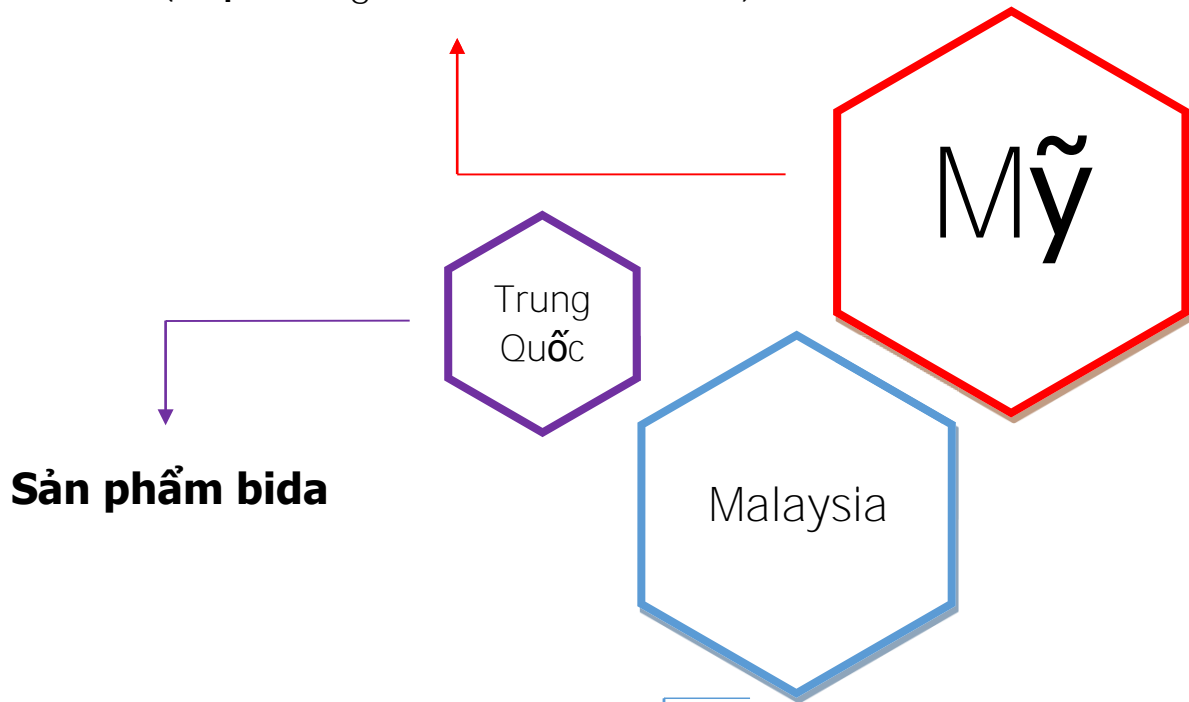 Mỹ
Trung
Quốc
Sản phẩm bida
Malaysia